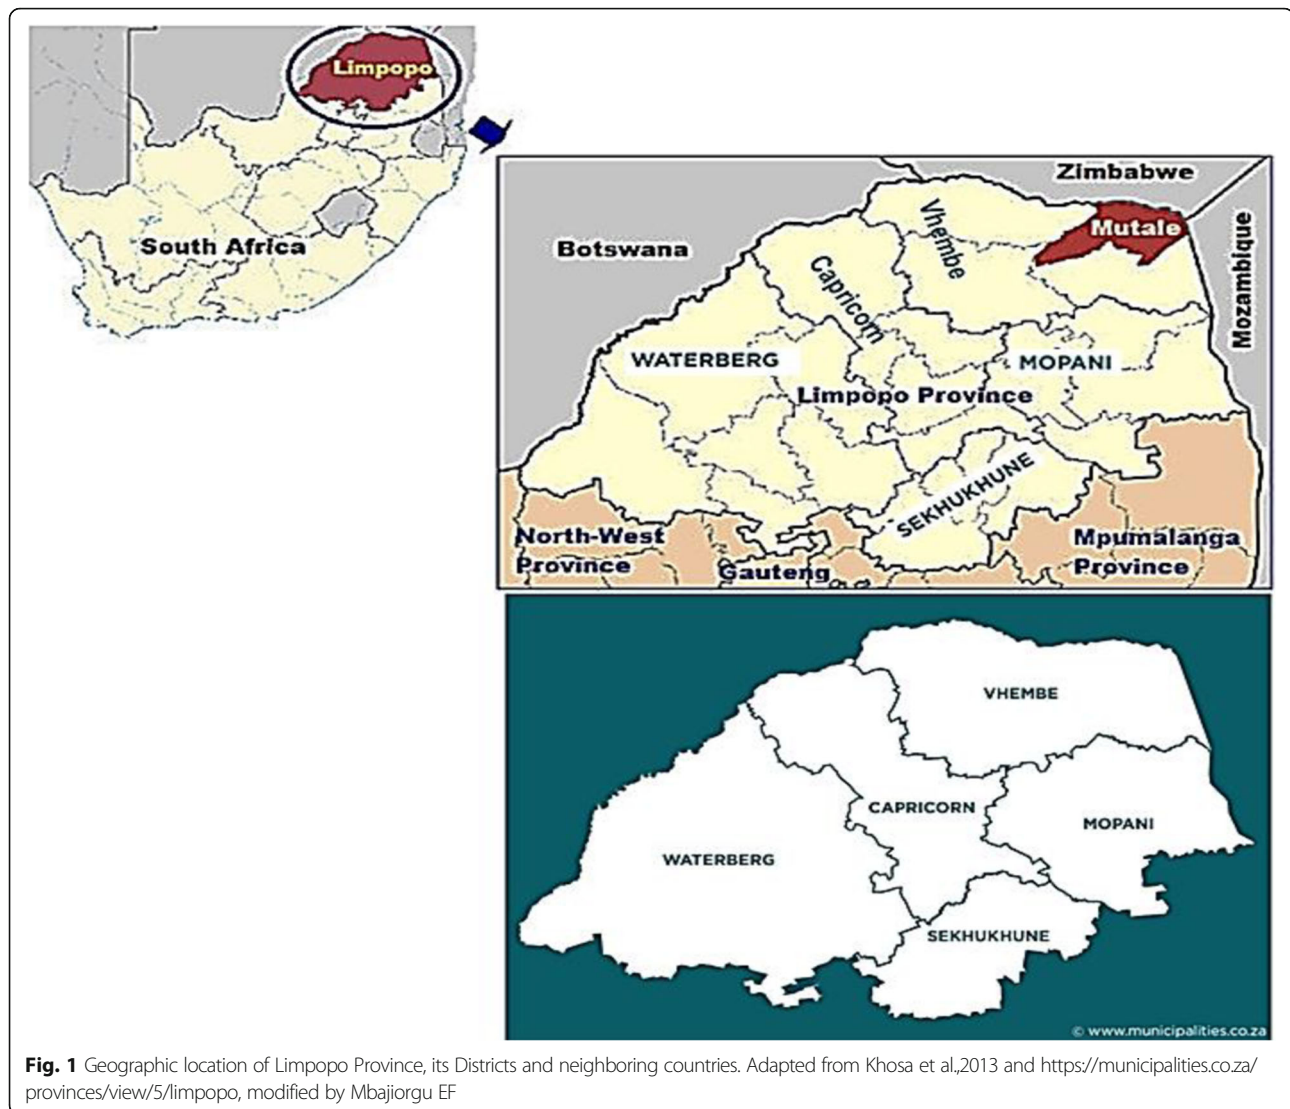 Limpopo
South Africa
Zimbabwe
Botswana
Vhembe
Mutale
Mozambique
Capricorn
WATERBERG
MOPANI
Limpopo Province
SEKHUKHUNE
North-West
Province
Gauteng
Mpumalanga
Province
VHEMBE
CAPRICORN
MOPANI
WATERBERG
SEKHUKHUNE
© www.municipalities.co.za
Fig. 1 Geographic location of Limpopo Province, its Districts and neighboring countries. Adapted from Khosa et al.,2013 and https://municipalities.co.za/
provinces/view/5/limpopo, modified by Mbajiorgu EF